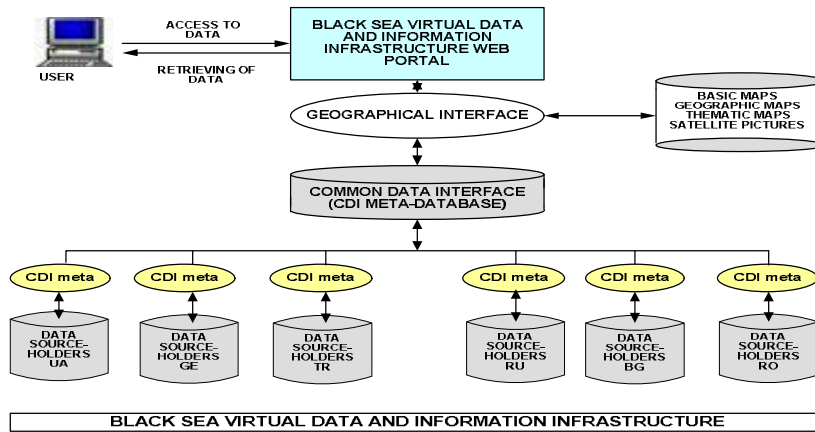 ACCESS TO
DATA
USER
RETRIEVING OF
DATA
BLACK SEA VIRTUAL DATA
AND INFORMATION
INFRASTRUCTURE WEB
PORTAL
GEOGRAPHICAL INTERFACE
BASIC MAPS
GEOGRAPHIC MAPS
THEMATIC MAPS
SATELLITE PICTURES
COMMON DATA INTERFACE
(CDI META-DATABASE)
CDI meta
CDI meta
CDI meta
CDI meta
CDI meta
CDI meta
DATA
SOURCE-
HOLDERS
UA
DATA
SOURCE-
HOLDERS
GE
DATA
SOURCE-
HOLDERS
TR
DATA
SOURCE-
HOLDERS
RU
DATA
SOURCE-
HOLDERS
BG
DATA
SOURCE-
HOLDERS
RO
BLACK SEA VIRTUAL DATA AND INFORMATION INFRASTRUCTURE